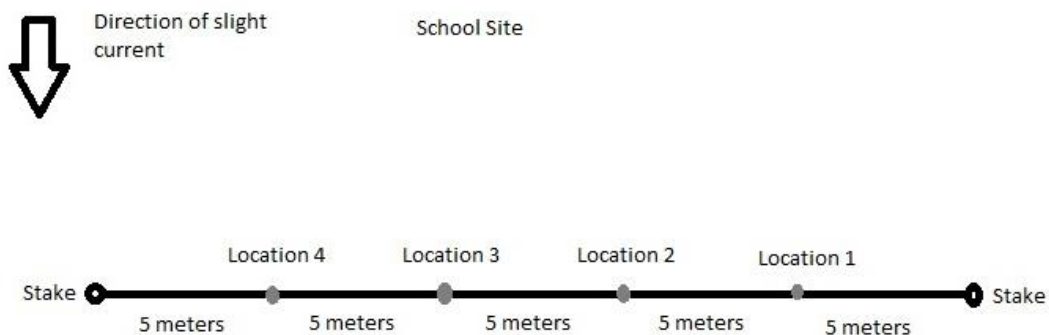 Direction of slight
current
School Site
Location 4
Location 3
Location 2
Location 1
Stake
Stake
5 meters
5 meters
5 meters
5 meters
5 meters